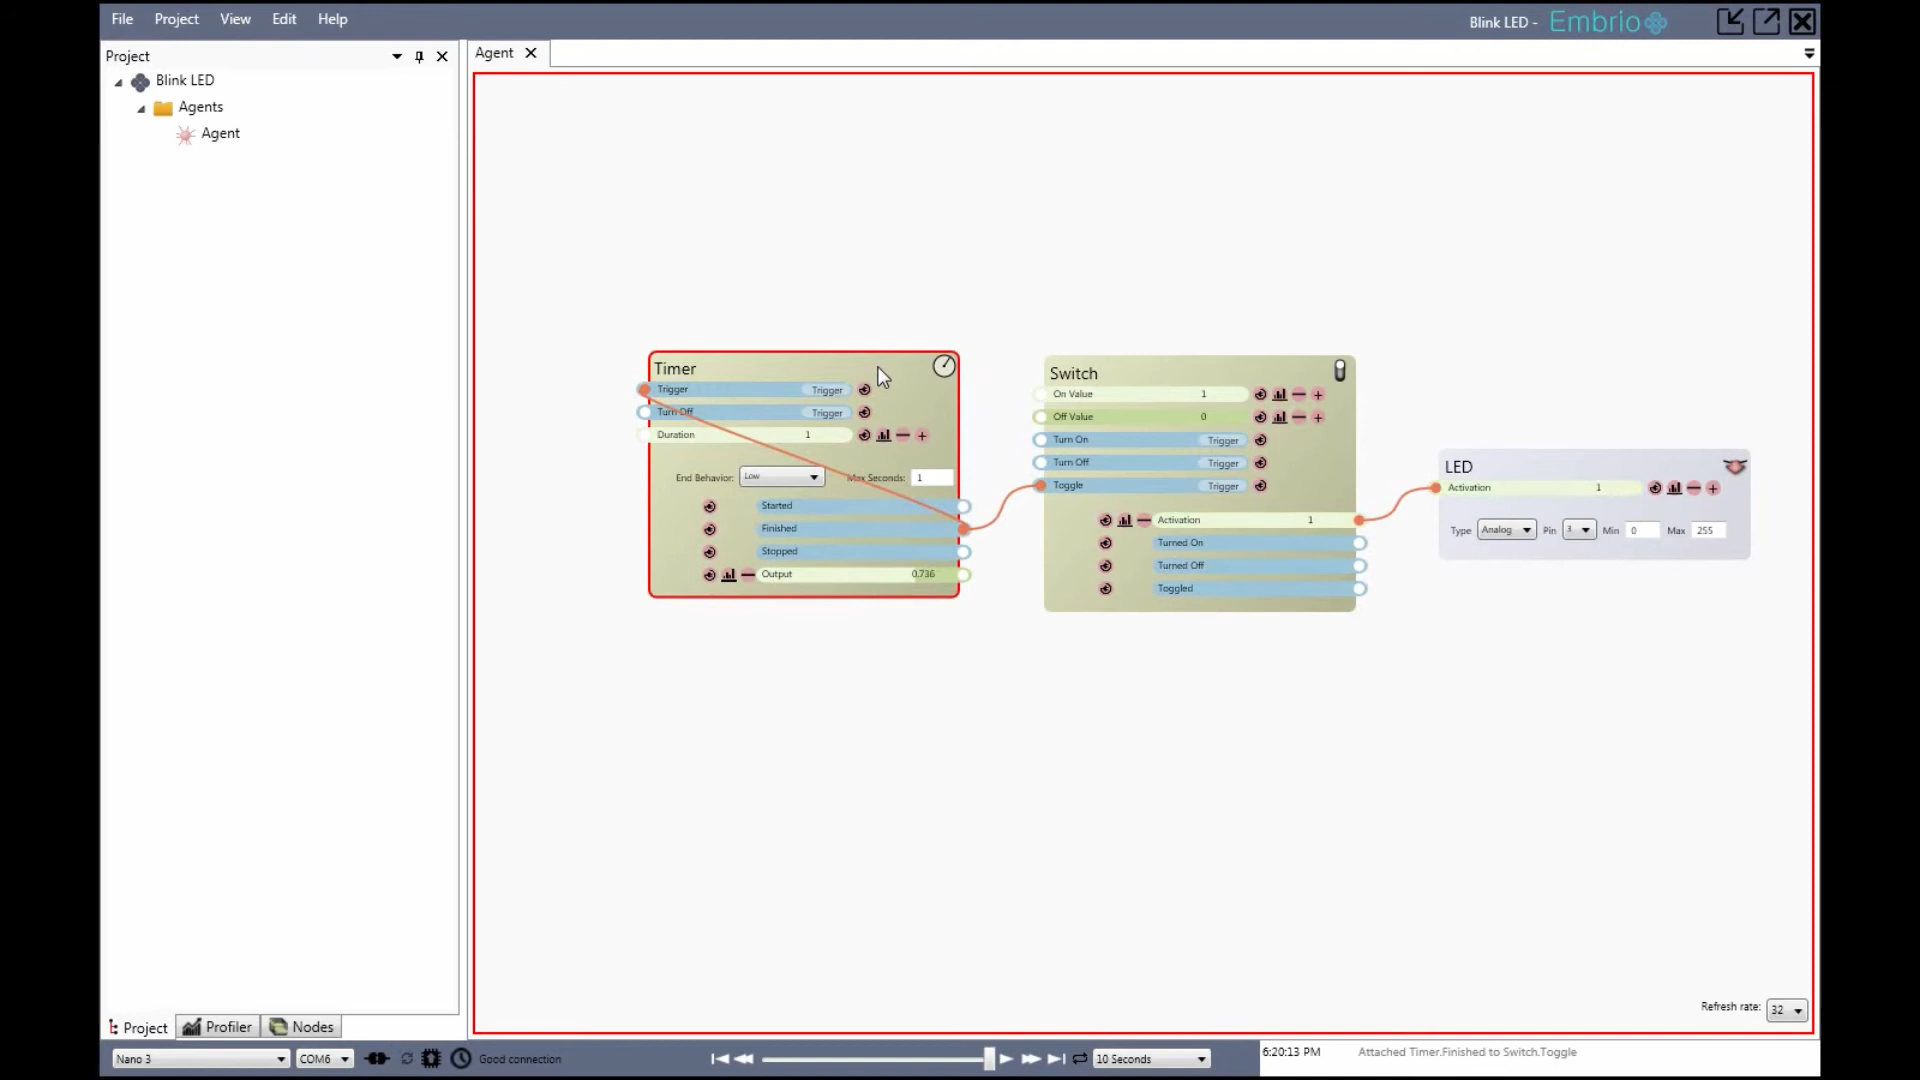 File Project View Edit Help
Blink LED - Embrio
Project
Agent
Blink LED
Agents
Agent
Timer
Trigger Trigger
Turn Off Trigger
Duration 1
End Behavior: Low Max Seconds: 1
Started
Finished
Stopped
Output 0.736
Switch
On Value 1
Off Value 0
Turn On Trigger
Turn Off Trigger
Toggle Trigger
Activation 1
Turned On
Turned Off
Toggled
LED
Activation 1
Type Analog Pin 3 Min 0 Max 255
Refresh rate: 32
Project Profiler Nodes
Nano 3 COM6 Good connection 10 Seconds 6:20:13 PM Attached Timer.Finished to Switch.Toggle